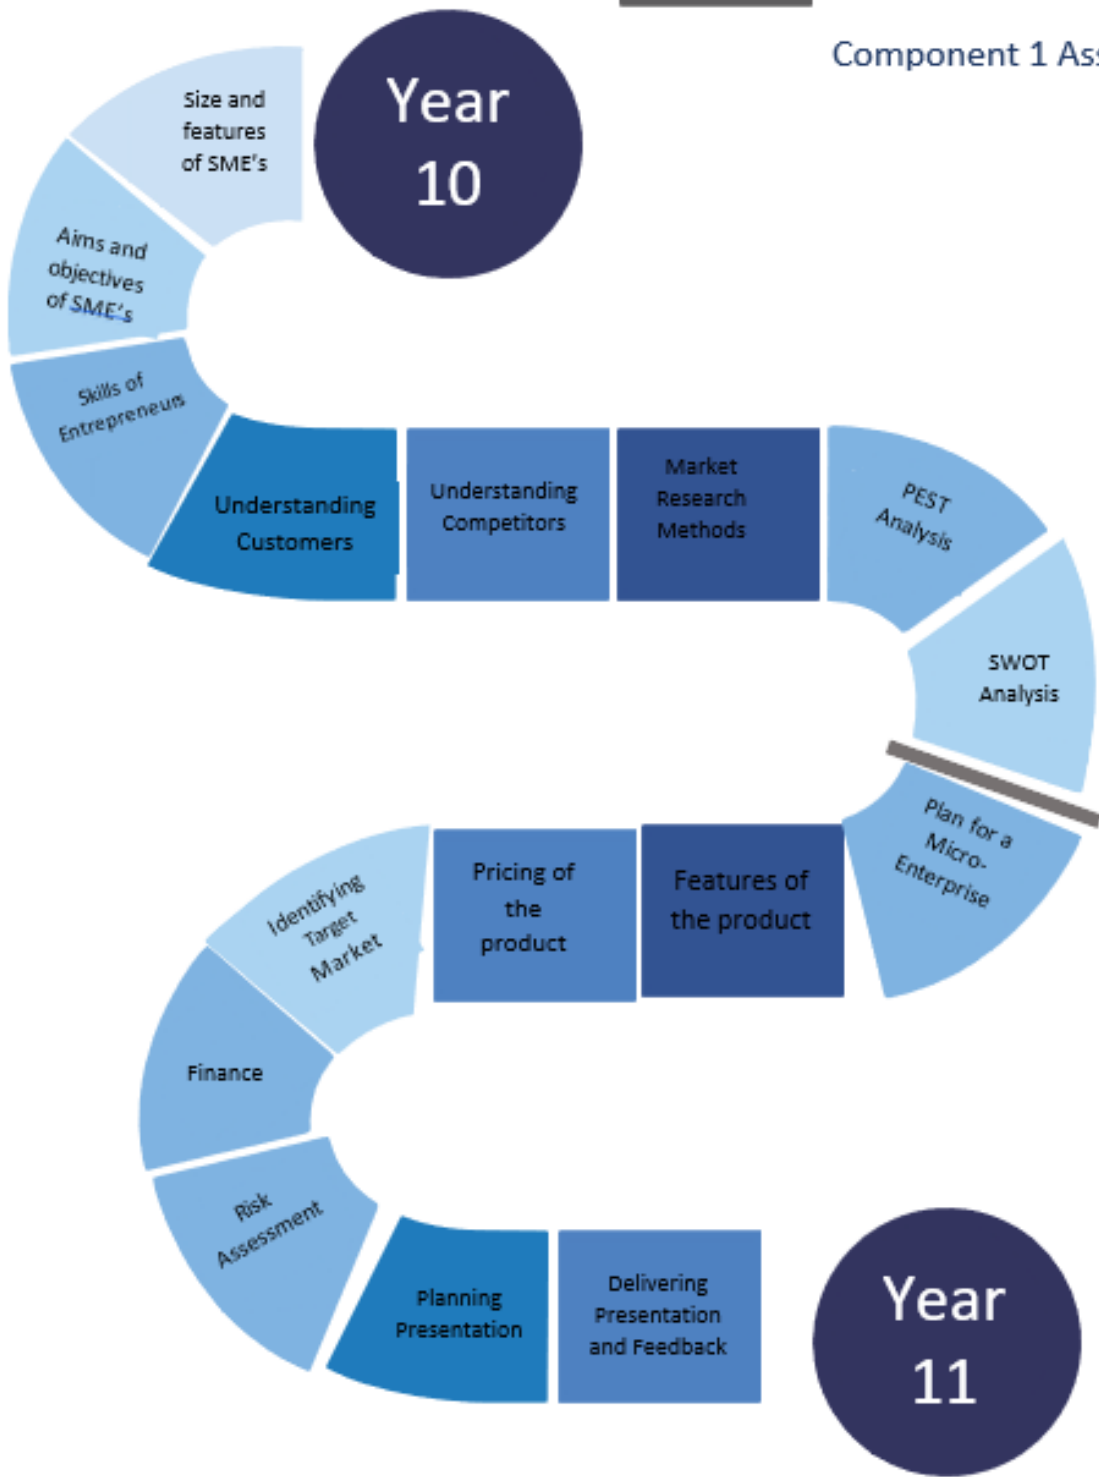 Component 1 Ass
Year
10
Size and
features
of SME's
Aims and
objectives
of SME's
Skills of
Entrepreneurs
Understanding
Customers
Understanding
Competitors
Market
Research
Methods
PEST
Analysis
SWOT
Analysis
Plan for a
Micro-
Enterprise
Features of
the product
Pricing of
the
product
Identifying
Target
Market
Finance
Risk
Assessment
Planning
Presentation
Delivering
Presentation
and Feedback
Year
11